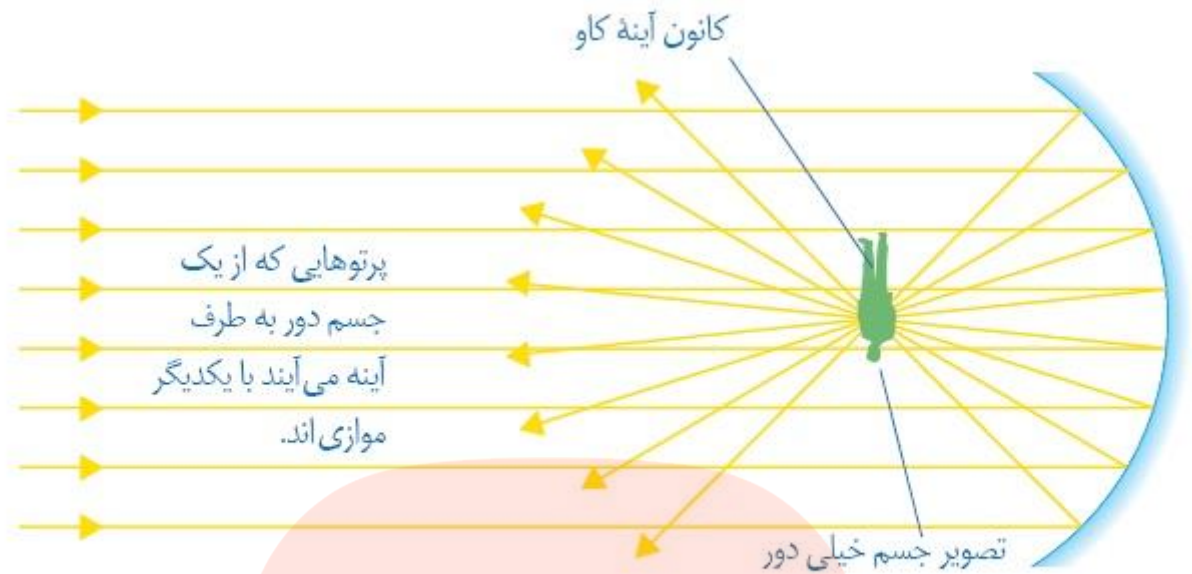 کانون آینهٔ کاو
پرتوهایی که از یک
جسم دور به طرف
آینه می‌آیند با یکدیگر
موازی‌اند.
تصویر جسم خیلی دور